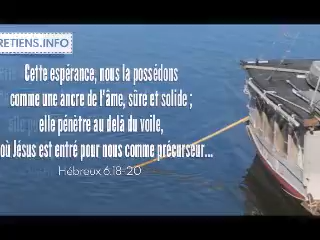 RETIENS.INFO
Cette espérance, nous la possédons
comme une ancre de l'âme, sûre et solide ;
elle pénètre au delà du voile,
où Jésus est entré pour nous comme précurseur...
Hébreux 6.18-20